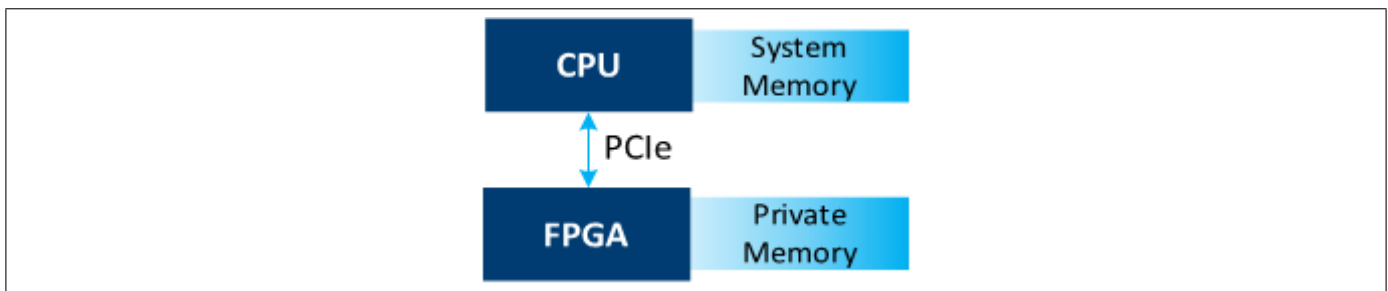 CPU
System
Memory
PCIe
FPGA
Private
Memory